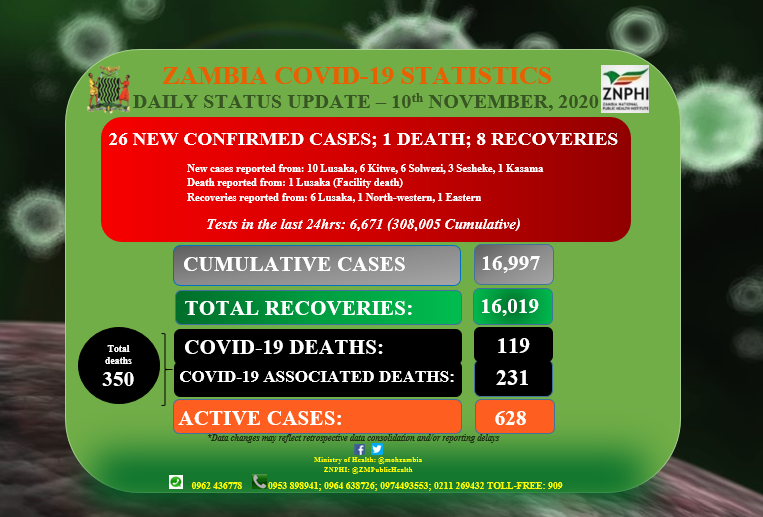 ZAMBIA COVID-19 STATISTICS
DAILY STATUS UPDATE – 10th NOVEMBER, 2020
ZNPHI
ZAMBIA NATIONAL
PUBLIC HEALTH INSTITUTE
26 NEW CONFIRMED CASES; 1 DEATH; 8 RECOVERIES
New cases reported from: 10 Lusaka, 6 Kitwe, 6 Solwezi, 3 Sesheke, 1 Kasama
Death reported from: 1 Lusaka (Facility death)
Recoveries reported from: 6 Lusaka, 1 North-western, 1 Eastern
Tests in the last 24hrs: 6,671 (308,005 Cumulative)
CUMULATIVE CASES 16,997
TOTAL RECOVERIES: 16,019
Total
deaths
350
COVID-19 DEATHS: 119
COVID-19 ASSOCIATED DEATHS: 231
ACTIVE CASES: 628
*Data changes may reflect retrospective data consolidation and/or reporting delays
Ministry of Health: @mohzambia
ZNPHI: @ZMPublicHealth
0962 436778 0953 898941; 0964 638726; 0974493553; 0211 269432 TOLL-FREE: 909